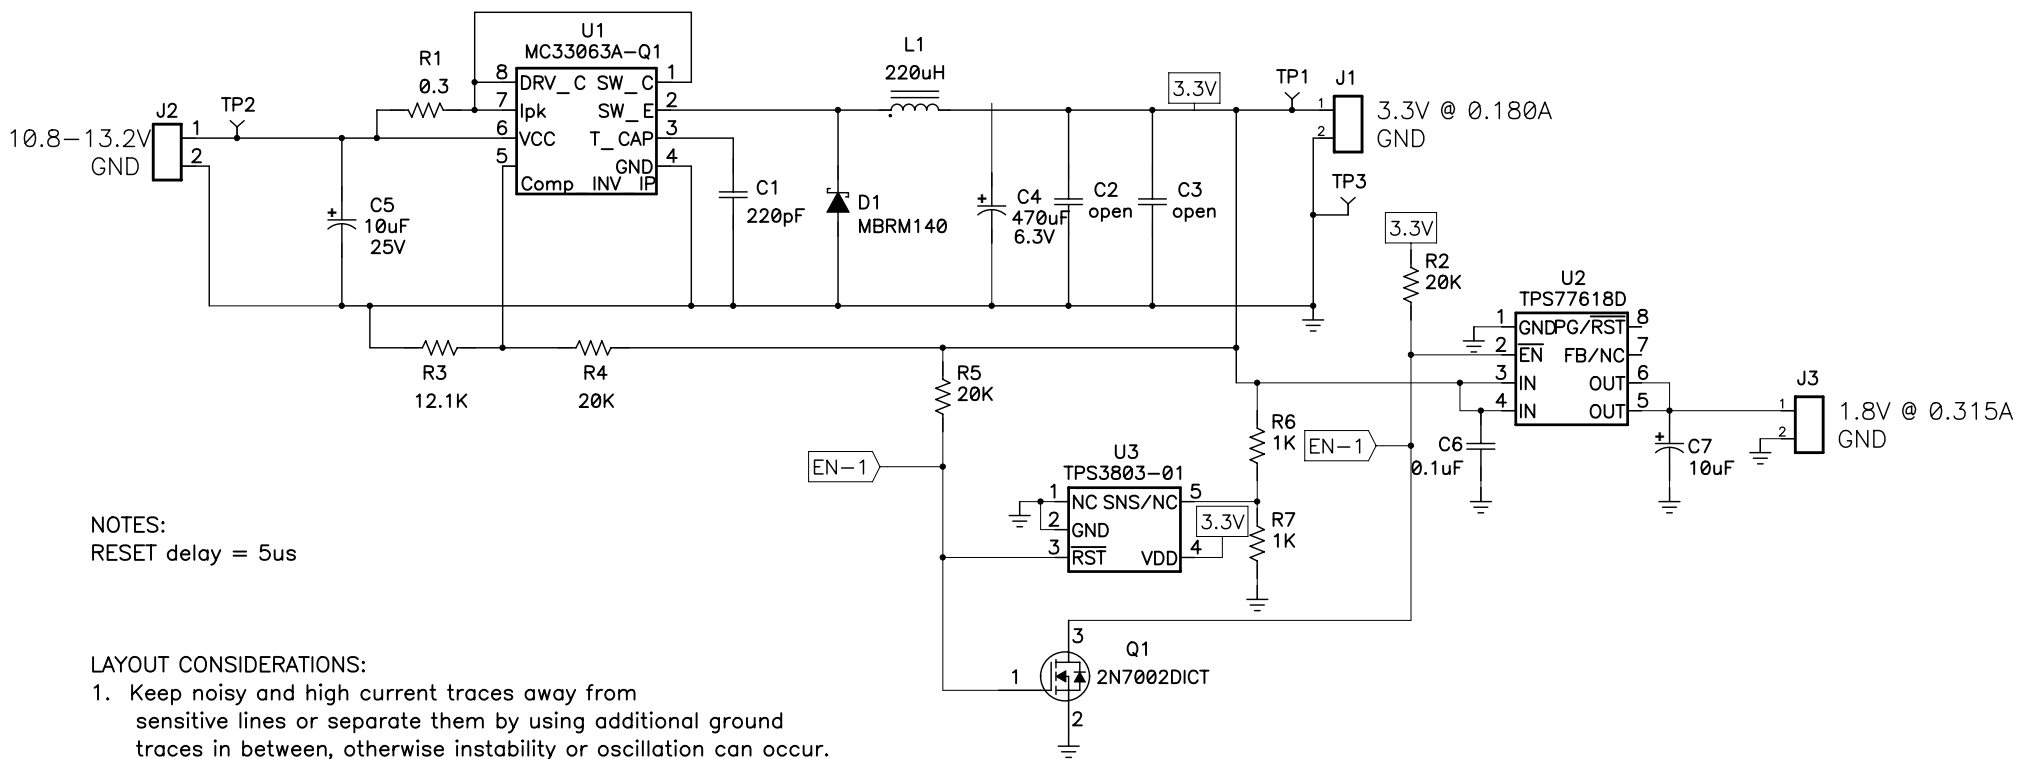 U1
MC33063A-Q1
8 DRV_C SW_C 1
7 Ipk SW_E 2
6 VCC T_CAP 3
5 GND 4
Comp INV IP
R1
0.3
J2
TP2
10.8-13.2V 1
GND 2
C5
10uF
25V
C1
220pF
D1
MBRM140
L1
220uH
C4
470uF
6.3V
C2
open
C3
open
3.3V
TP1
J1
1 3.3V @ 0.180A
2 GND
TP3
R3
12.1K
R4
20K
R5
20K
EN-1
3.3V
R2
20K
U2
TPS77618D
1 GND PG/RST 8
2 EN FB/NC 7
3 IN OUT 6
4 IN OUT 5
J3
1 1.8V @ 0.315A
2 GND
C6
0.1uF
C7
10uF
R6
1K
EN-1
U3
TPS3803-01
1 NC SNS/NC 5
2 GND
3 RST VDD 4
3.3V
R7
1K
3
Q1
1 2N7002DICT
2
NOTES:
RESET delay = 5us
LAYOUT CONSIDERATIONS:
1. Keep noisy and high current traces away from
sensitive lines or separate them by using additional ground
traces in between, otherwise instability or oscillation can occur.